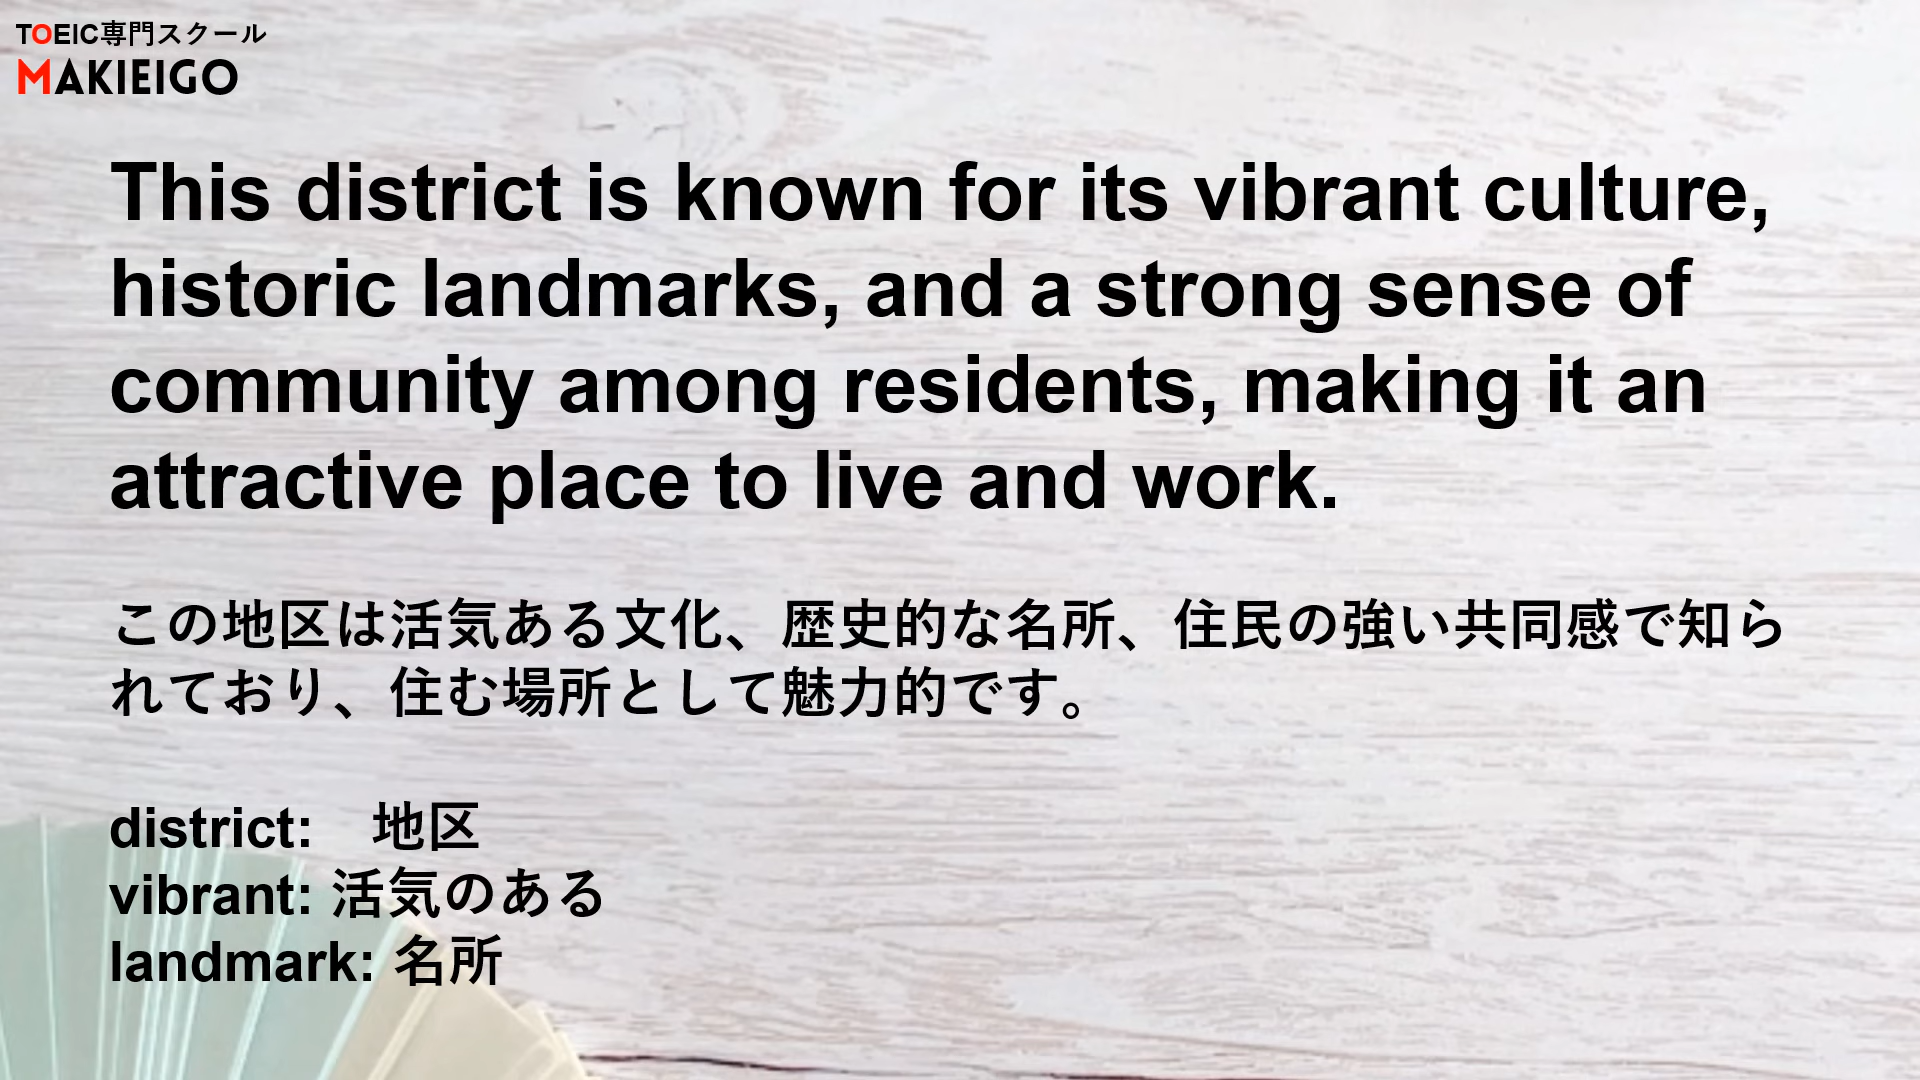 TOEIC専門スクール
MAKIEIGO
This district is known for its vibrant culture,
historic landmarks, and a strong sense of
community among residents, making it an
attractive place to live and work.
この地区は活気ある文化、歴史的な名所、住民の強い共同感で知ら
れており、住む場所として魅力的です。
district:　地区
vibrant: 活気のある
landmark: 名所